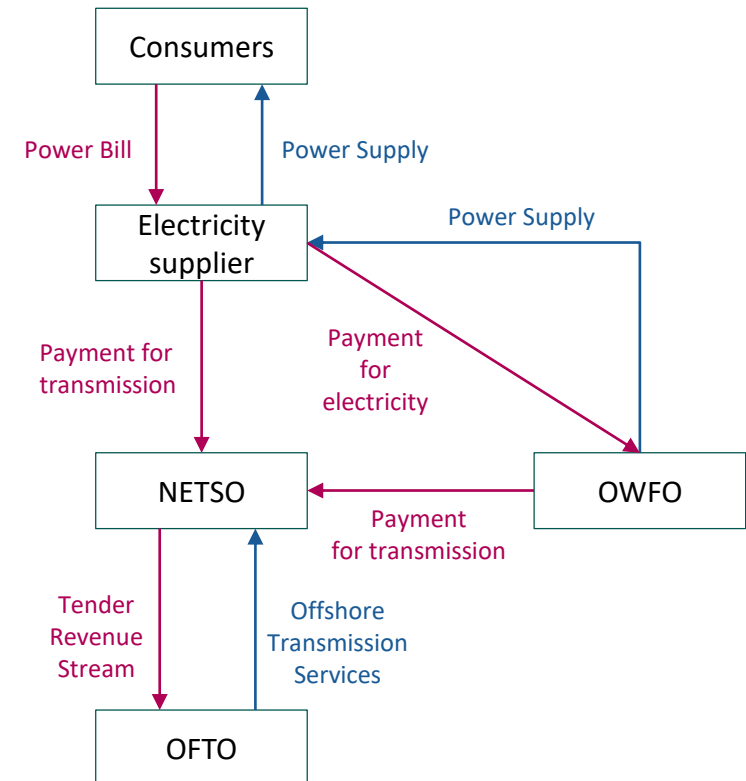 Consumers
Power Bill
Power Supply
Electricity
supplier
Power Supply
Payment for
transmission
Payment
for
electricity
NETSO
OWFO
Payment
for transmission
Tender
Revenue
Stream
Offshore
Transmission
Services
OFTO